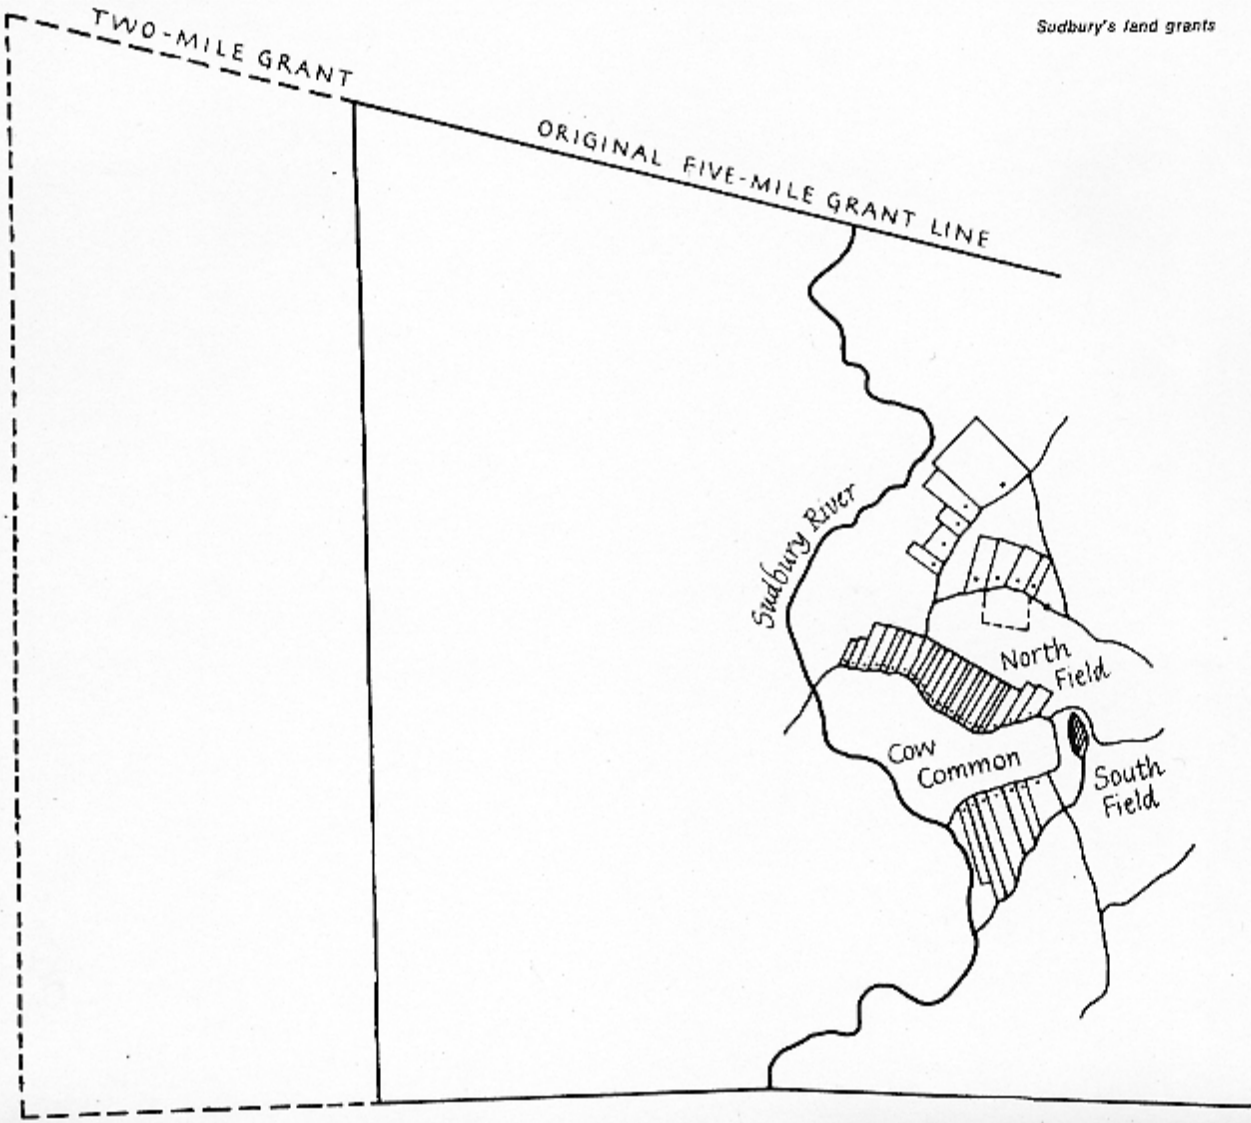 Sudbury's land grants
TWO-MILE GRANT
ORIGINAL FIVE-MILE GRANT LINE
Sudbury River
North
Field
Cow
Common
South
Field